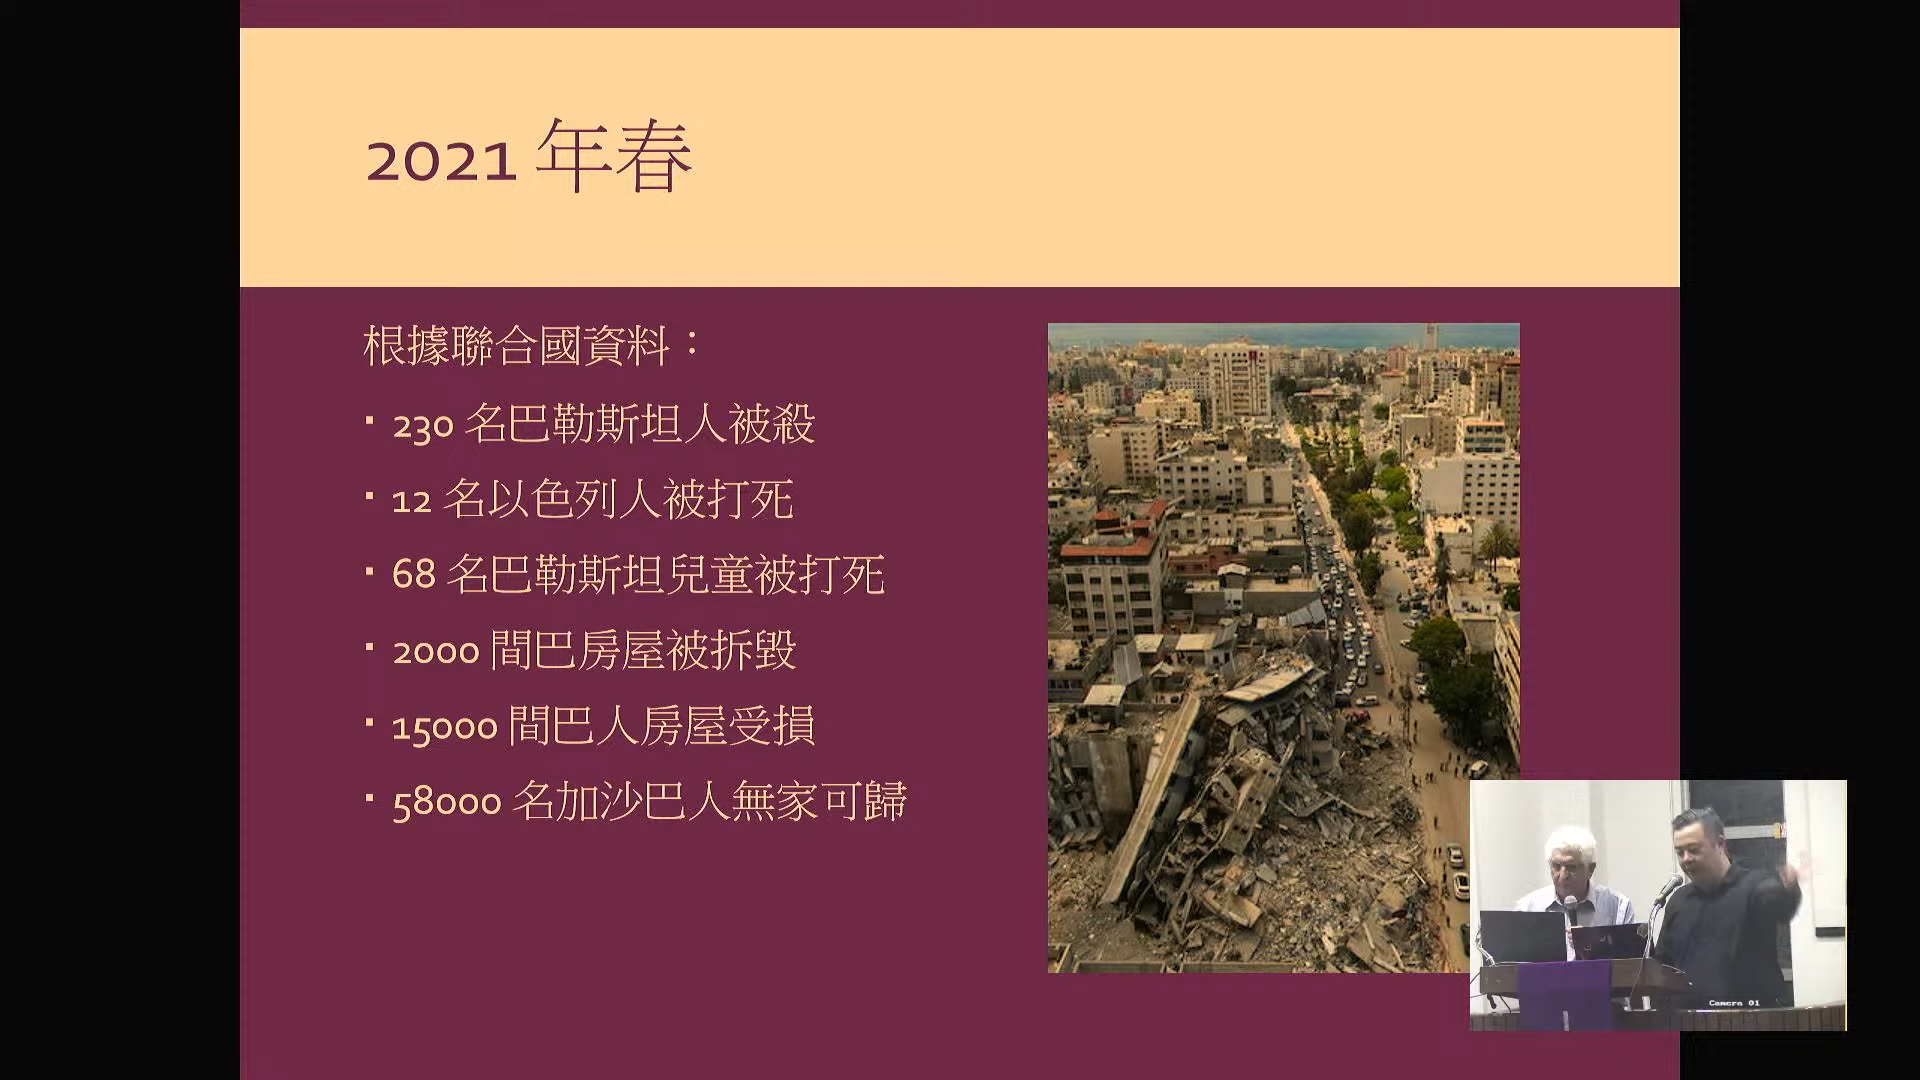 2021 年春
根據聯合國資料：
▪ 230 名巴勒斯坦人被殺
▪ 12 名以色列人被打死
▪ 68 名巴勒斯坦兒童被打死
▪ 2000 間巴房屋被拆毀
▪ 15000 間巴人房屋受損
▪ 58000 名加沙巴人無家可歸
Camera 01